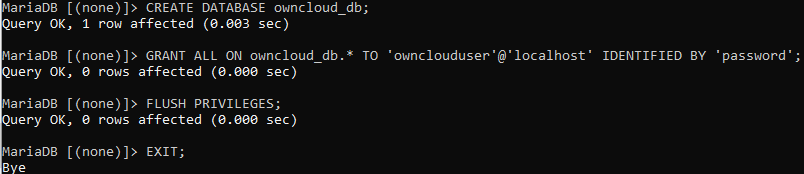 MariaDB [(none)]> CREATE DATABASE owncloud_db;
Query OK, 1 row affected (0.003 sec)
MariaDB [(none)]> GRANT ALL ON owncloud_db.* TO 'ownclouduser'@'localhost' IDENTIFIED BY 'password';
Query OK, 0 rows affected (0.000 sec)
MariaDB [(none)]> FLUSH PRIVILEGES;
Query OK, 0 rows affected (0.000 sec)
MariaDB [(none)]> EXIT;
Bye